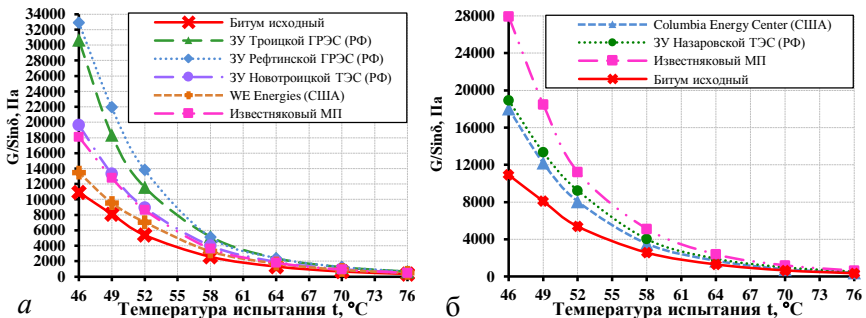 34000
32000
30000
28000
26000
24000
22000
20000
18000
16000
14000
12000
10000
8000
6000
4000
2000
0
G/Sinδ, Па
Битум исходный
ЗУ Троицкой ГРЭС (РФ)
ЗУ Рефтинской ГРЭС (РФ)
ЗУ Новотроицкой ТЭС (РФ)
WE Energies (США)
Известняковый МП
46 49 52 55 58 61 64 67 70 73 76
Температура испытания t, °C
а
28000
24000
20000
16000
12000
8000
4000
0
G/Sinδ, Па
Columbia Energy Center (США)
ЗУ Назаровской ТЭС (РФ)
Известняковый МП
Битум исходный
46 49 52 55 58 61 64 67 70 73 76
Температура испытания t, °C
б